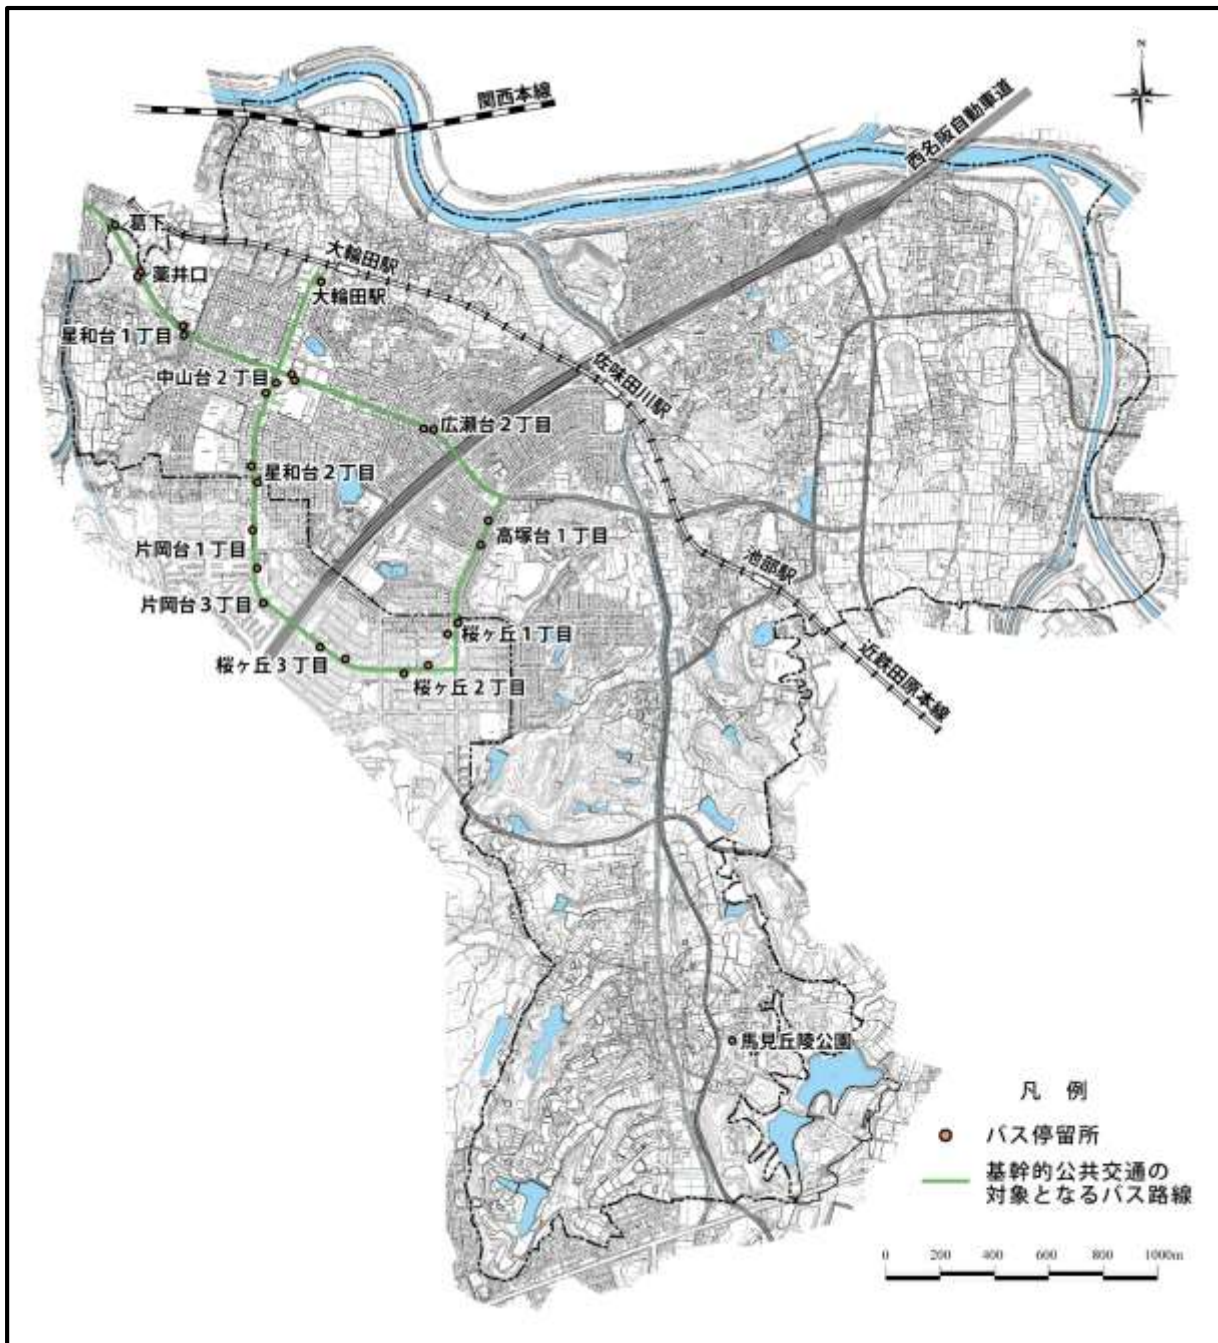 N
関西本線
西名阪自動車道
葛下
大輪田駅
薬井口
大輪田駅
星和台1丁目
佐味田川駅
中山台2丁目
広瀬台2丁目
星和台2丁目
高塚台1丁目
片岡台1丁目
池部駅
片岡台3丁目
桜ヶ丘1丁目
桜ヶ丘3丁目
近鉄田原本線
桜ヶ丘2丁目
馬見丘陵公園
凡 例
バス停留所
基幹的公共交通の
対象となるバス路線
0 200 400 600 800 1000m